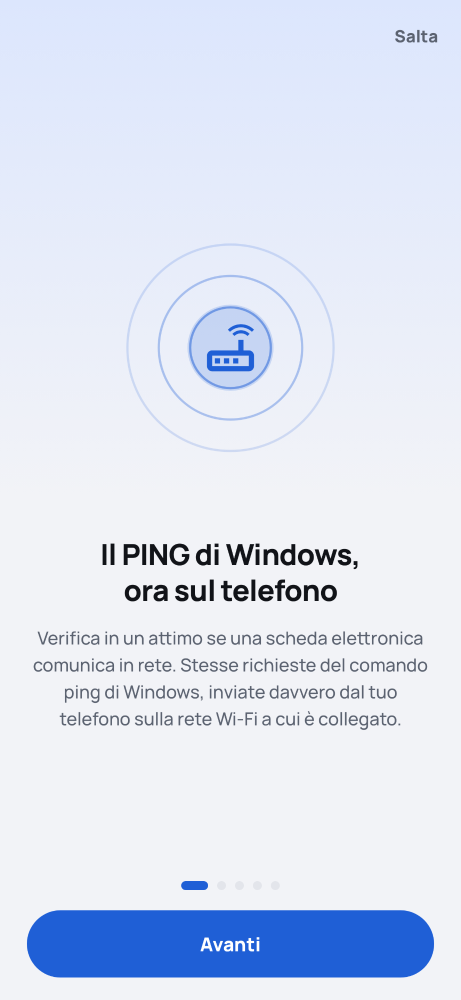 Salta
Il PING di Windows,
ora sul telefono
Verifica in un attimo se una scheda elettronica
comunica in rete. Stesse richieste del comando
ping di Windows, inviate davvero dal tuo
telefono sulla rete Wi-Fi a cui è collegato.
Avanti